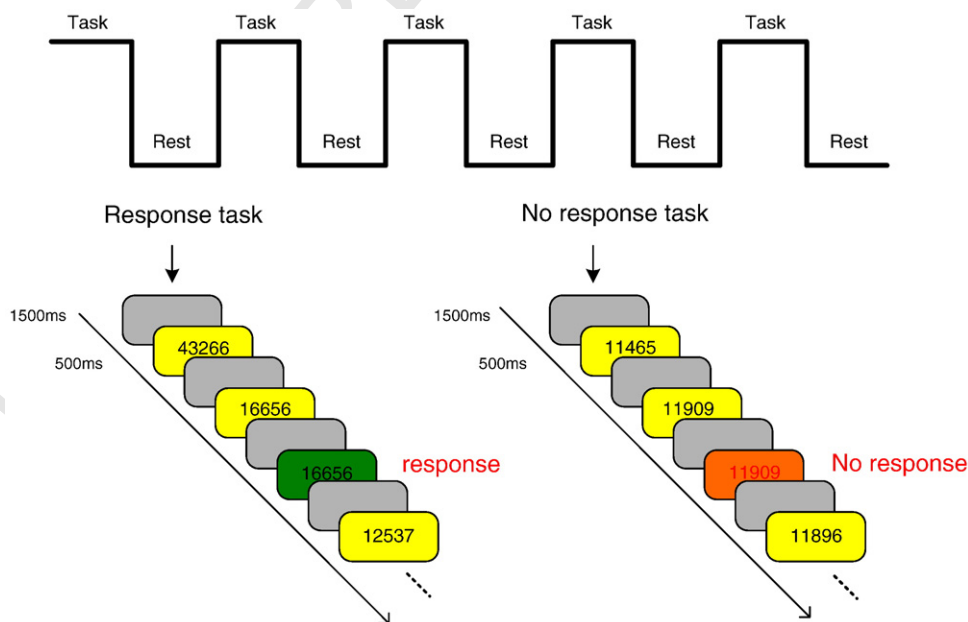 Task Task Task Task Task
Rest Rest Rest Rest Rest
Response task
No response task
1500ms
500ms
43266
16656
16656
response
12537
1500ms
500ms
11465
11909
11909
No response
11896